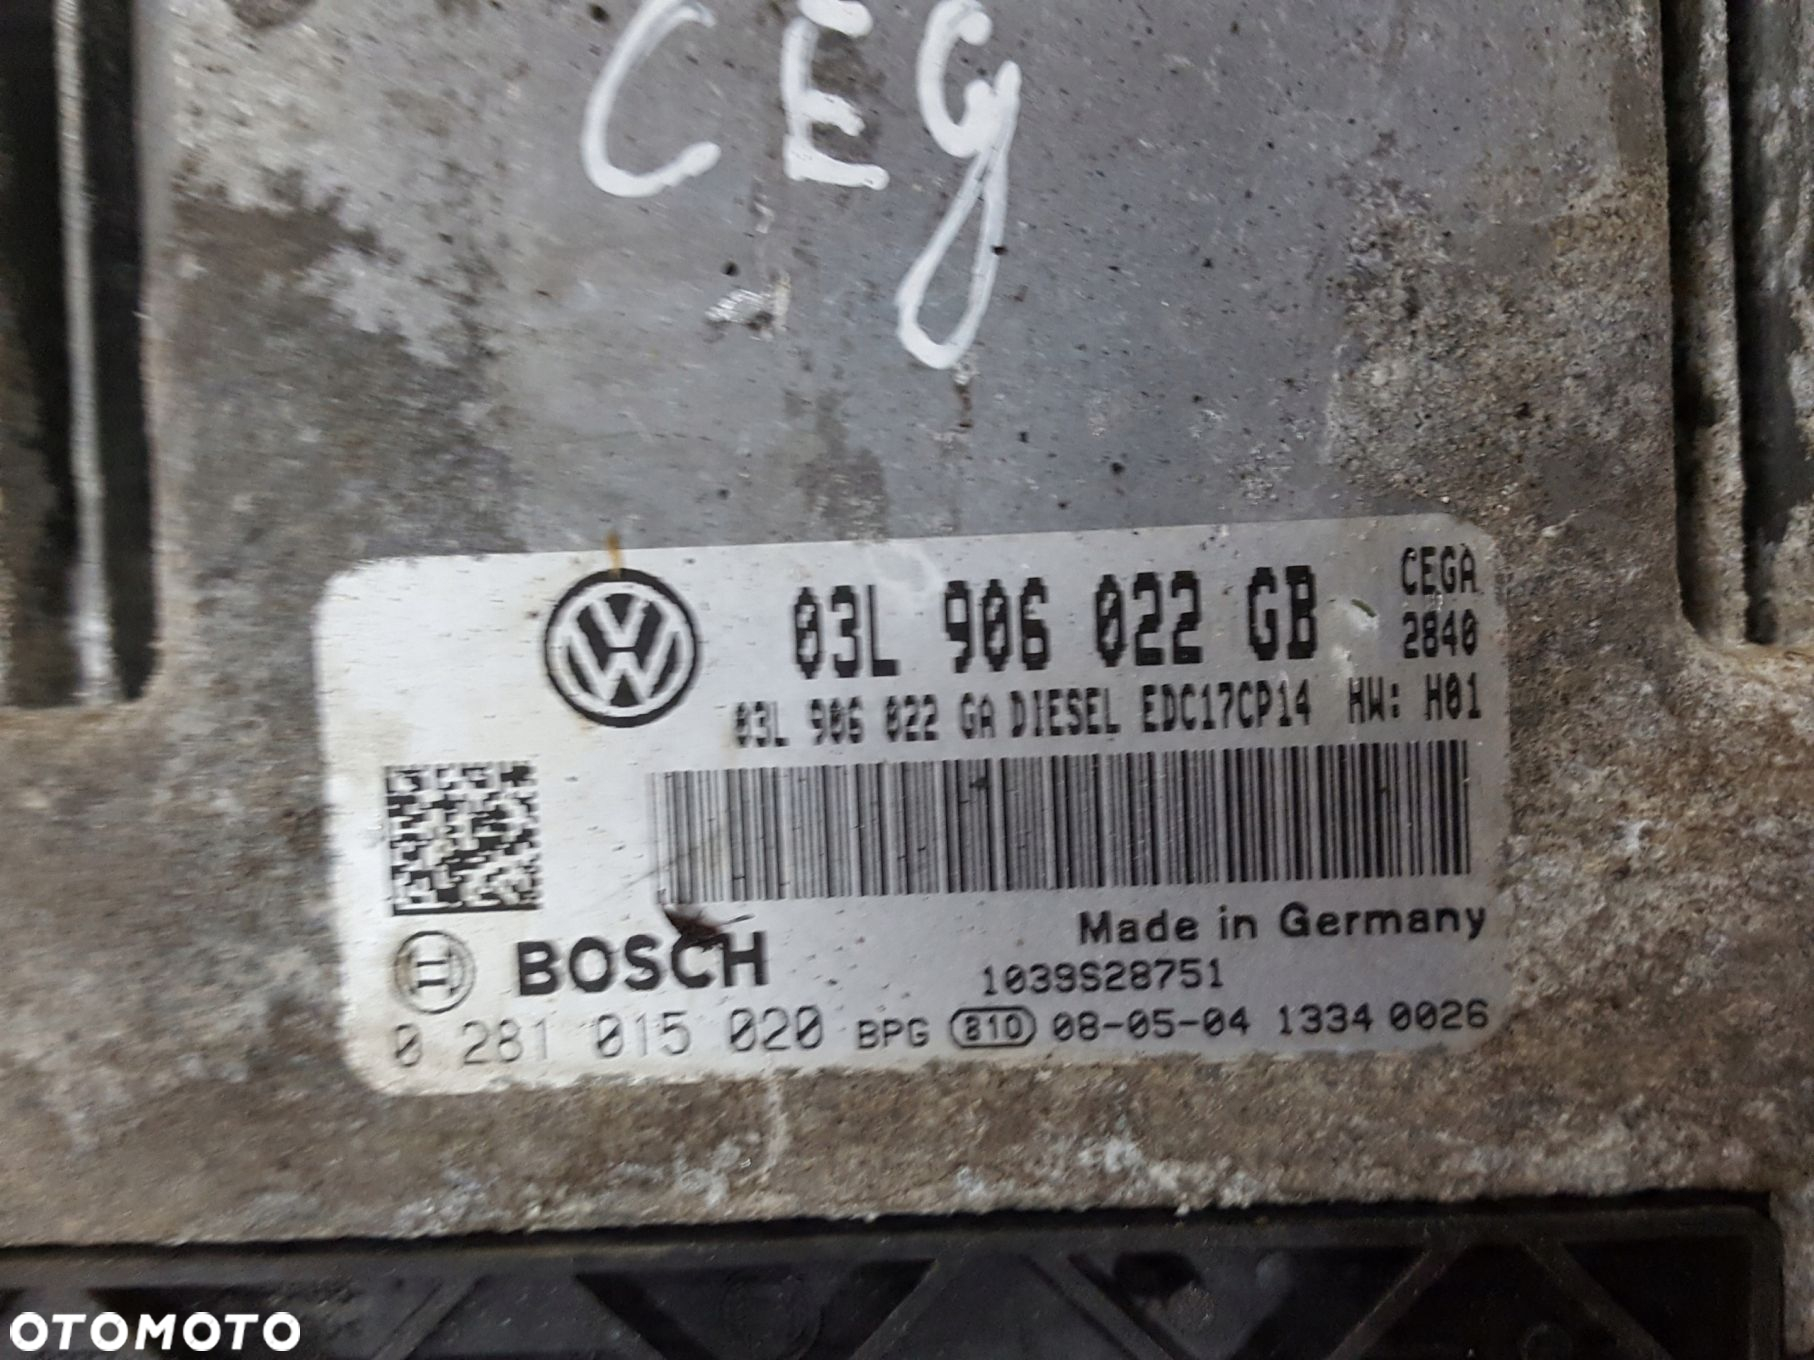 CEG
03L 906 022 GB CEGA
2840
03L 906 022 GA DIESEL EDC17CP14 HW: H01
Made in Germany
BOSCH
1039S28751
0 281 015 020 BPG 810 08-05-04 1334 0026
OTOMOTO